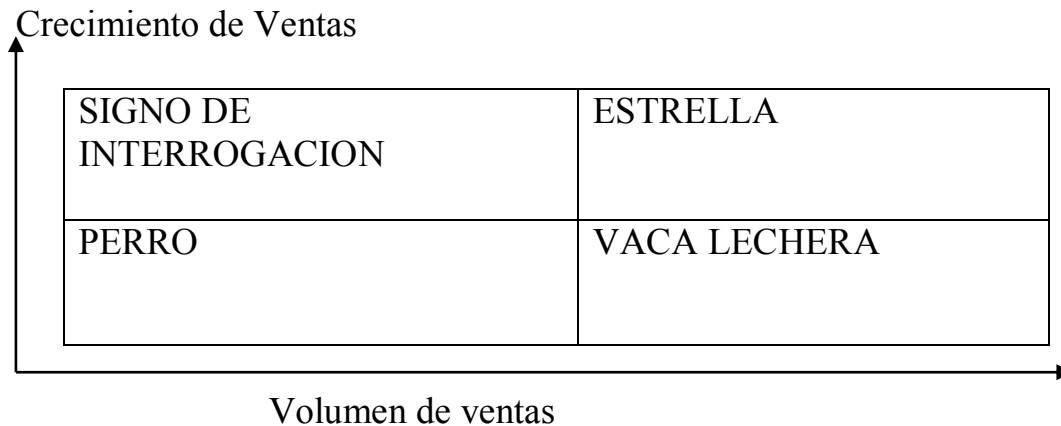 Crecimiento de Ventas
SIGNO DE
INTERROGACION
ESTRELLA
PERRO
VACA LECHERA
Volumen de ventas